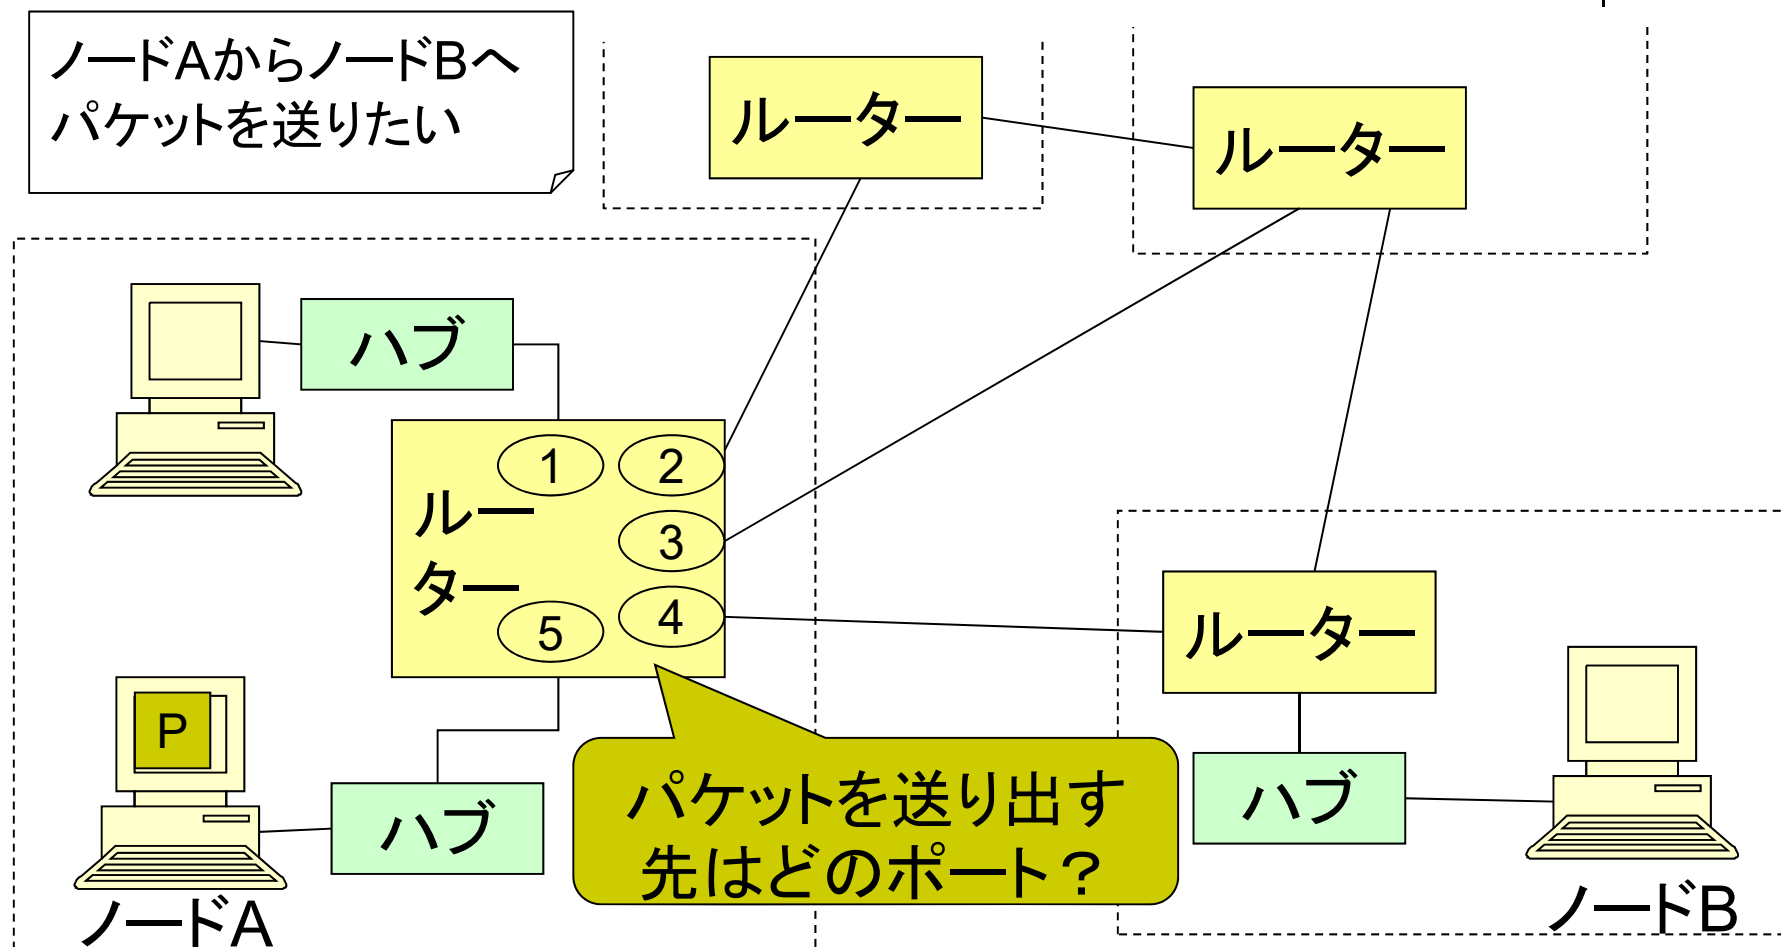 ノードAからノードBへ
パケットを送りたい
ルーター
ルーター
ハブ
1
2
ルー
3
ター
4
5
ルーター
P
ハブ
パケットを送り出す
先はどのポート？
ハブ
ノードA
ノードB